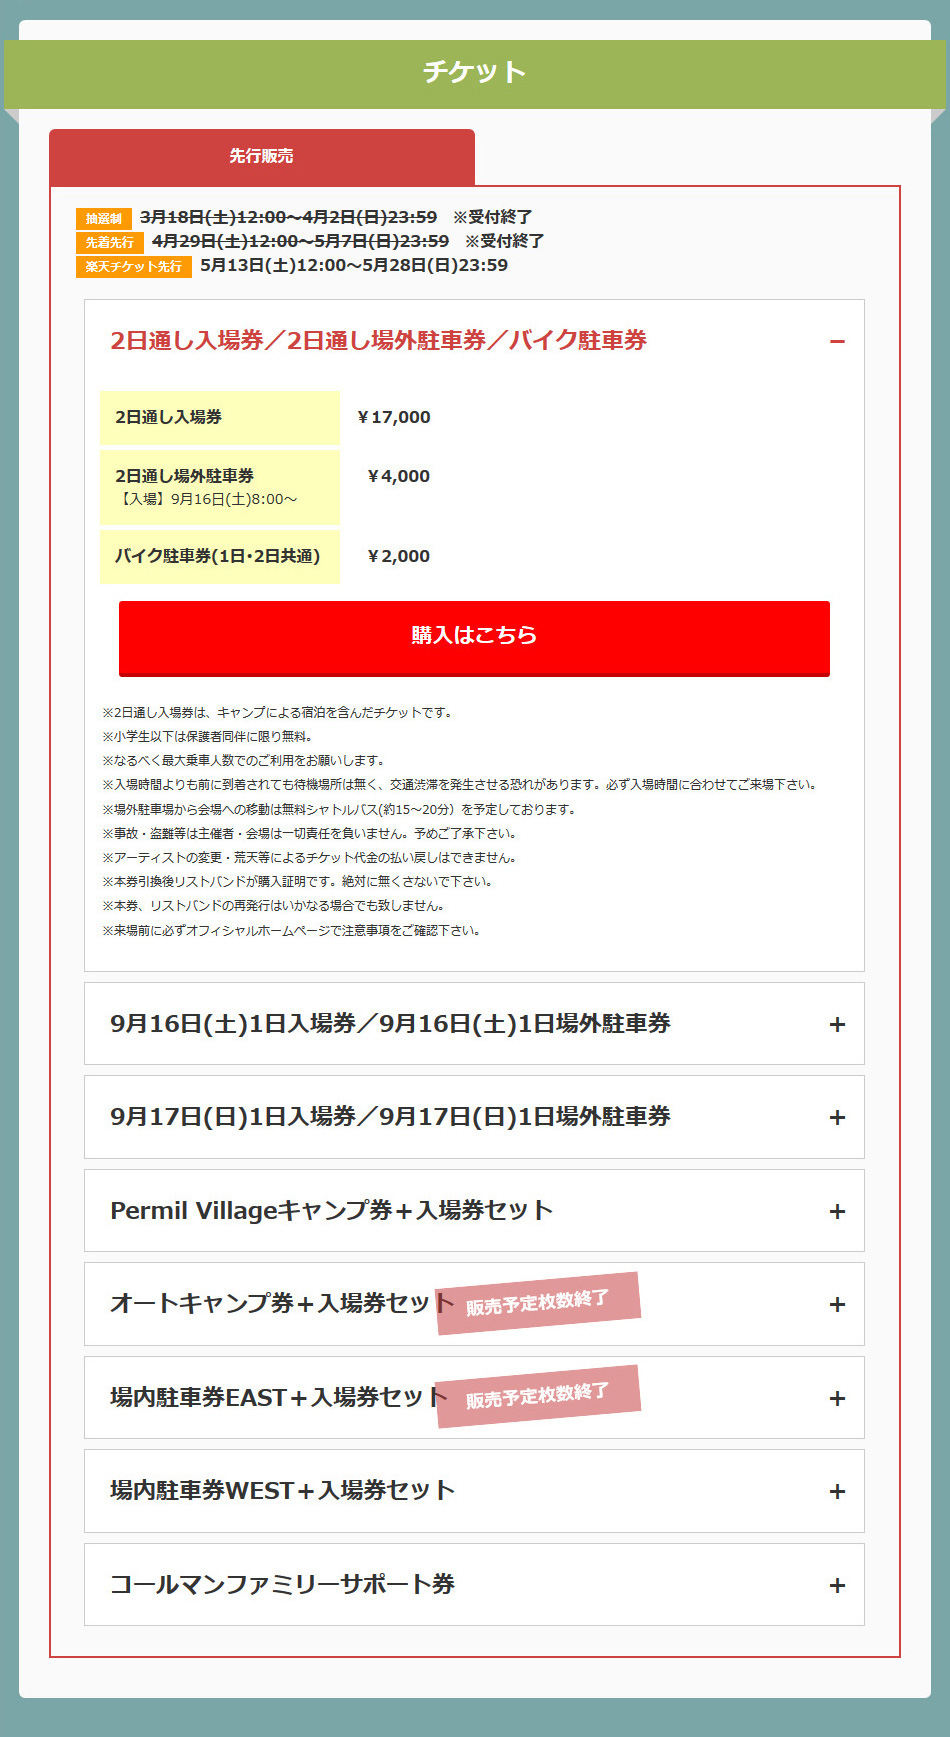 チケット
先行販売
抽選制 3月18日(土)12:00～4月2日(日)23:59 ※受付終了
先着先行 4月29日(土)12:00～5月7日(日)23:59 ※受付終了
楽天チケット先行 5月13日(土)12:00～5月28日(日)23:59
2日通し入場券／2日通し場外駐車券／バイク駐車券 −
2日通し入場券 ￥17,000
2日通し場外駐車券 ￥4,000
【入場】9月16日(土)8:00～
バイク駐車券(1日･2日共通) ￥2,000
購入はこちら
※2日通し入場券は、キャンプによる宿泊を含んだチケットです。
※小学生以下は保護者同伴に限り無料。
※なるべく最大乗車人数でのご利用をお願いします。
※入場時間よりも前に到着されても待機場所は無く、交通渋滞を発生させる恐れがあります。必ず入場時間に合わせてご来場下さい。
※場外駐車場から会場への移動は無料シャトルバス(約15～20分）を予定しております。
※事故・盗難等は主催者・会場は一切責任を負いません。予めご了承下さい。
※アーティストの変更・荒天等によるチケット代金の払い戻しはできません。
※本券引換後リストバンドが購入証明です。絶対に無くさないで下さい。
※本券、リストバンドの再発行はいかなる場合でも致しません。
※来場前に必ずオフィシャルホームページで注意事項をご確認下さい。
9月16日(土)1日入場券／9月16日(土)1日場外駐車券 +
9月17日(日)1日入場券／9月17日(日)1日場外駐車券 +
Permil Villageキャンプ券＋入場券セット +
オートキャンプ券＋入場券セット 販売予定枚数終了 +
場内駐車券EAST＋入場券セット 販売予定枚数終了 +
場内駐車券WEST＋入場券セット +
コールマンファミリーサポート券 +